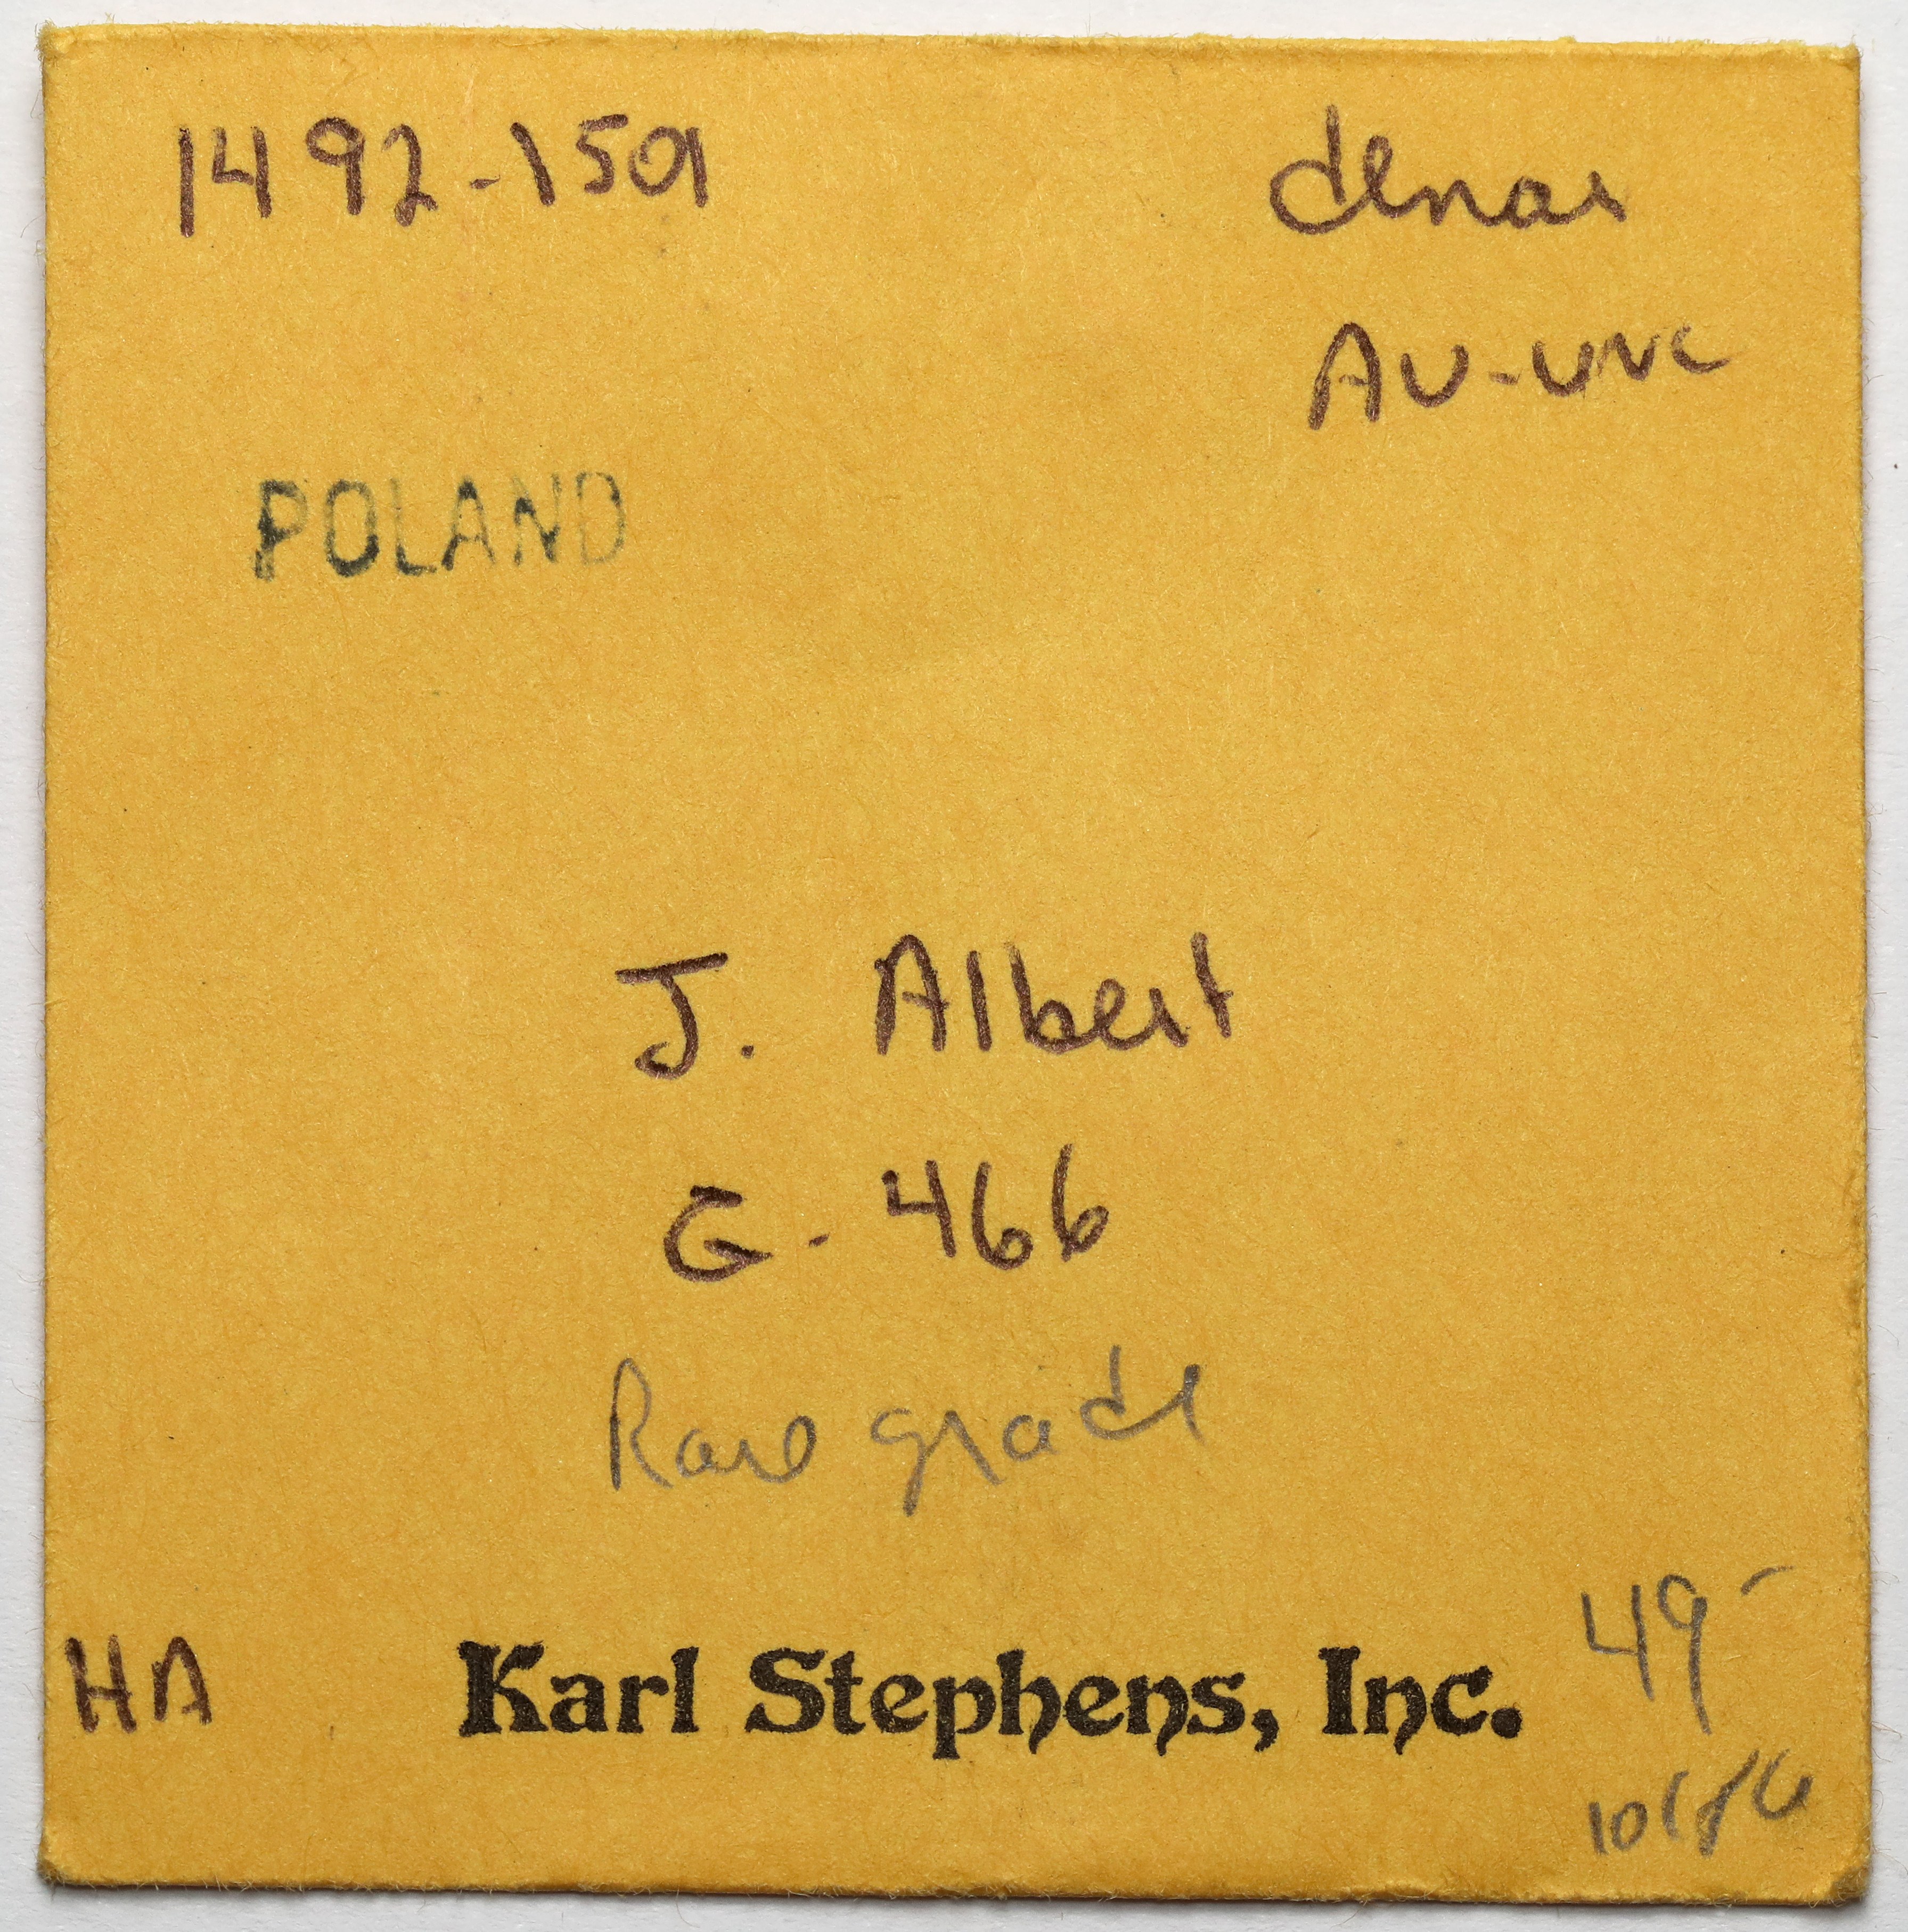 1492-1501
denar
AU-UNC
POLAND
J. Albert
G-466
Rare grade
HA
Karl Stephens, Inc.
49-
10/86